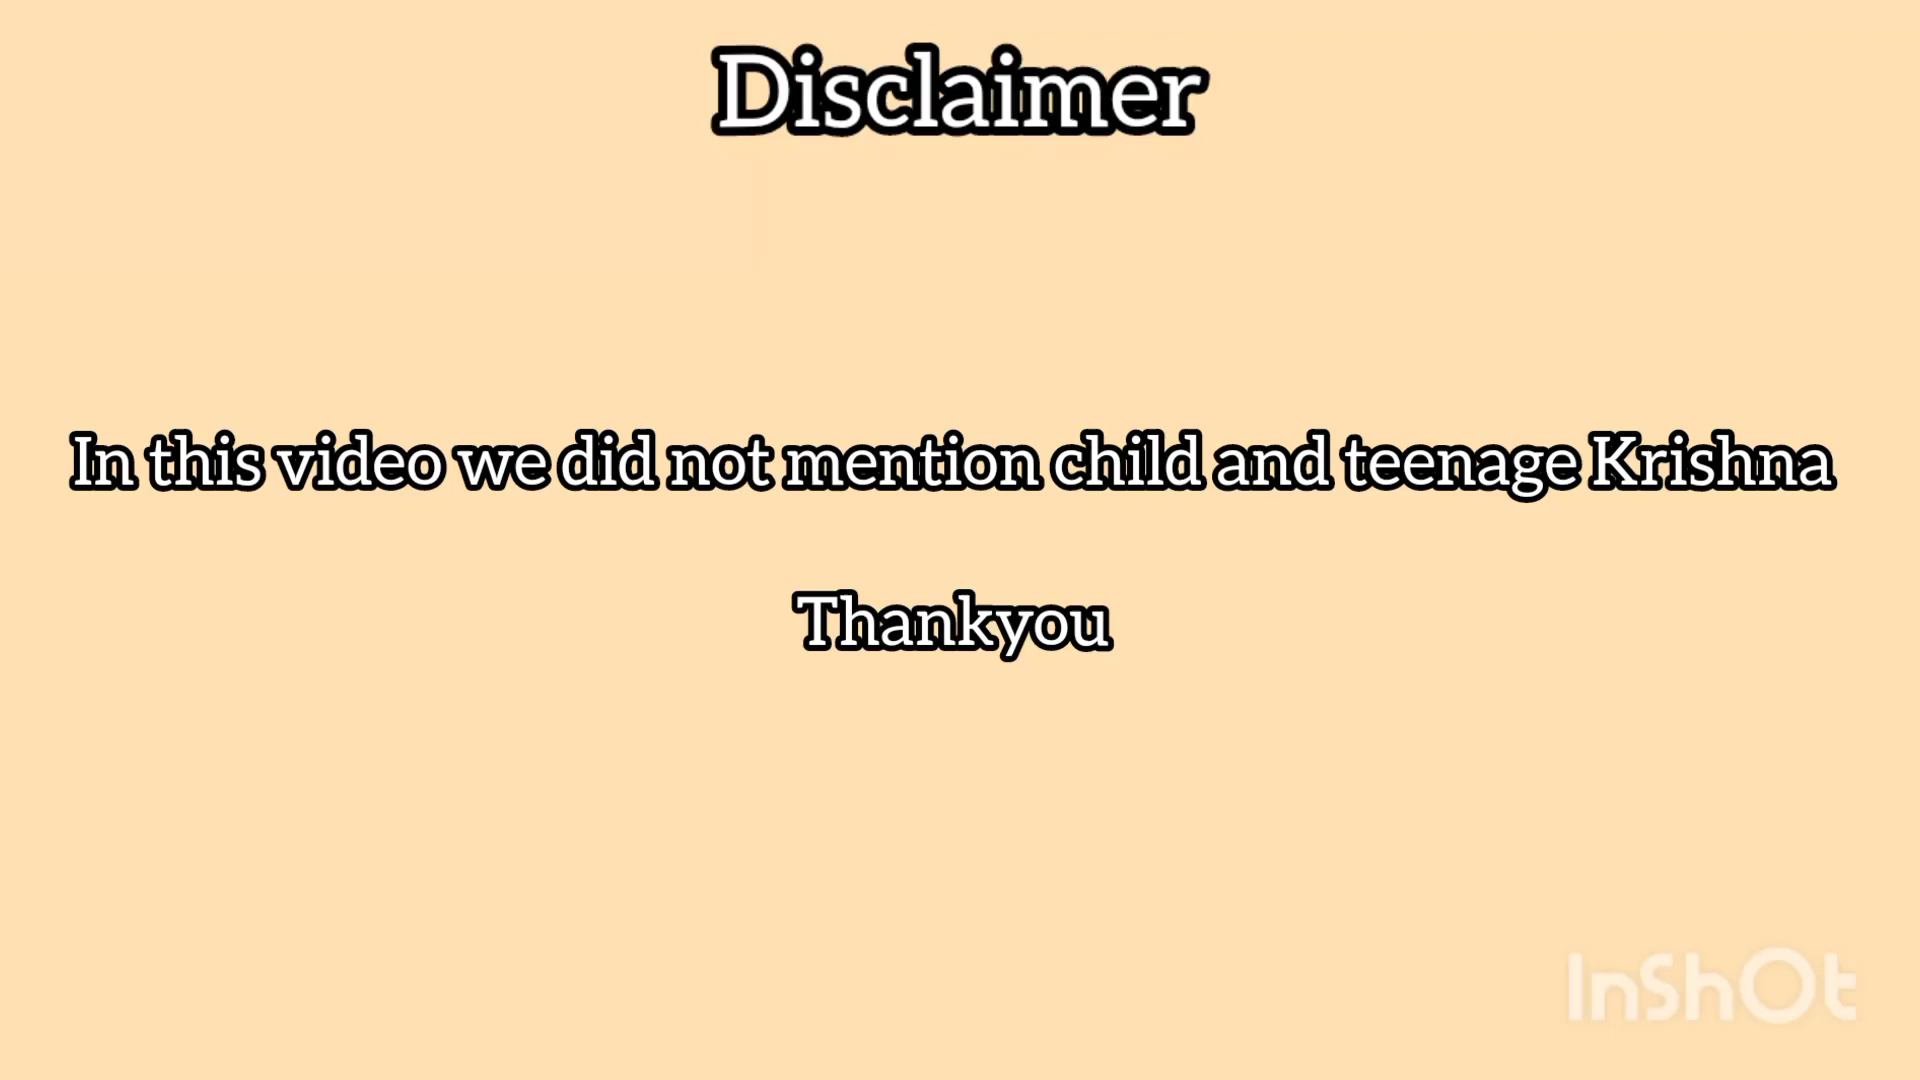 Disclaimer
In this video we did not mention child and teenage Krishna
Thankyou
InShOt